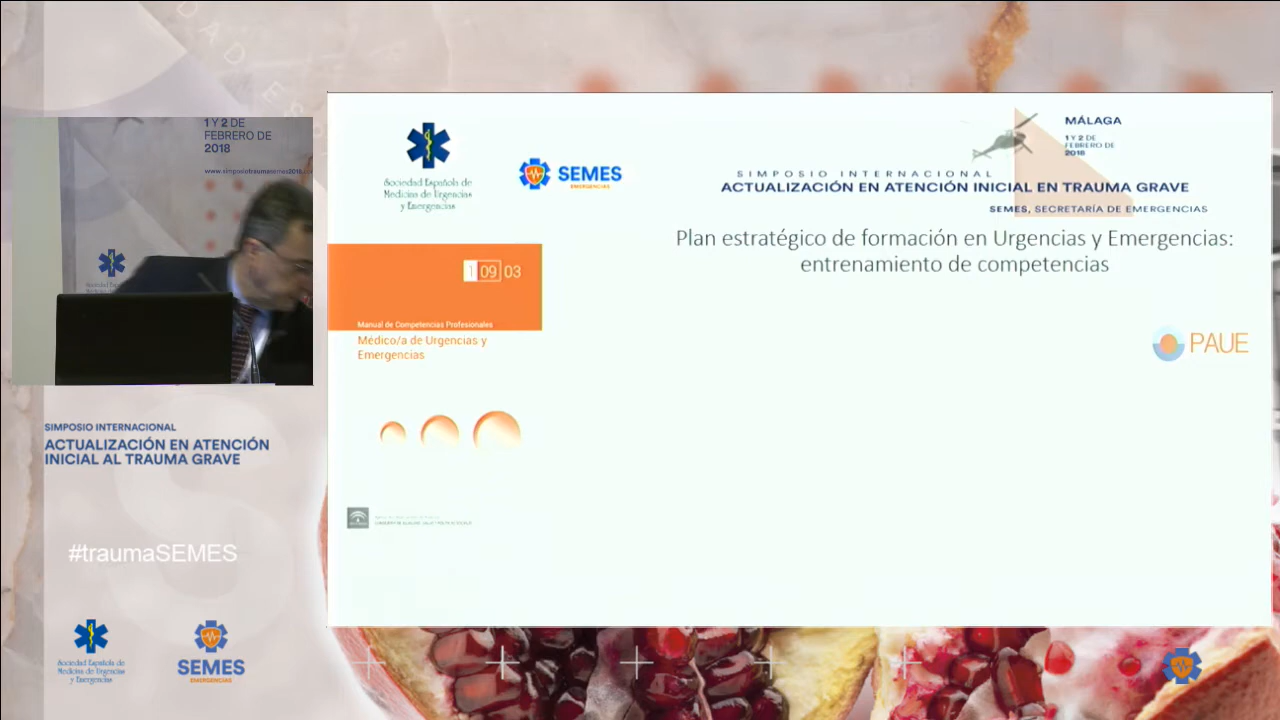 1 Y 2 DE
FEBRERO DE
2018
SIMPOSIO INTERNACIONAL
ACTUALIZACIÓN EN ATENCIÓN
INICIAL AL TRAUMA GRAVE
#traumaSEMES
Sociedad Española de
Medicina de Urgencias
y Emergencias
SEMES
EMERGENCIAS
Sociedad Española de
Medicina de Urgencias
y Emergencias
SEMES
EMERGENCIAS
MÁLAGA
1 Y 2 DE
FEBRERO DE
2018
SIMPOSIO INTERNACIONAL
ACTUALIZACIÓN EN ATENCIÓN INICIAL EN TRAUMA GRAVE
SEMES, SECRETARÍA DE EMERGENCIAS
Plan estratégico de formación en Urgencias y Emergencias:
entrenamiento de competencias
1 09 03
Manual de Competencias Profesionales
Médico/a de Urgencias y
Emergencias
PAUE